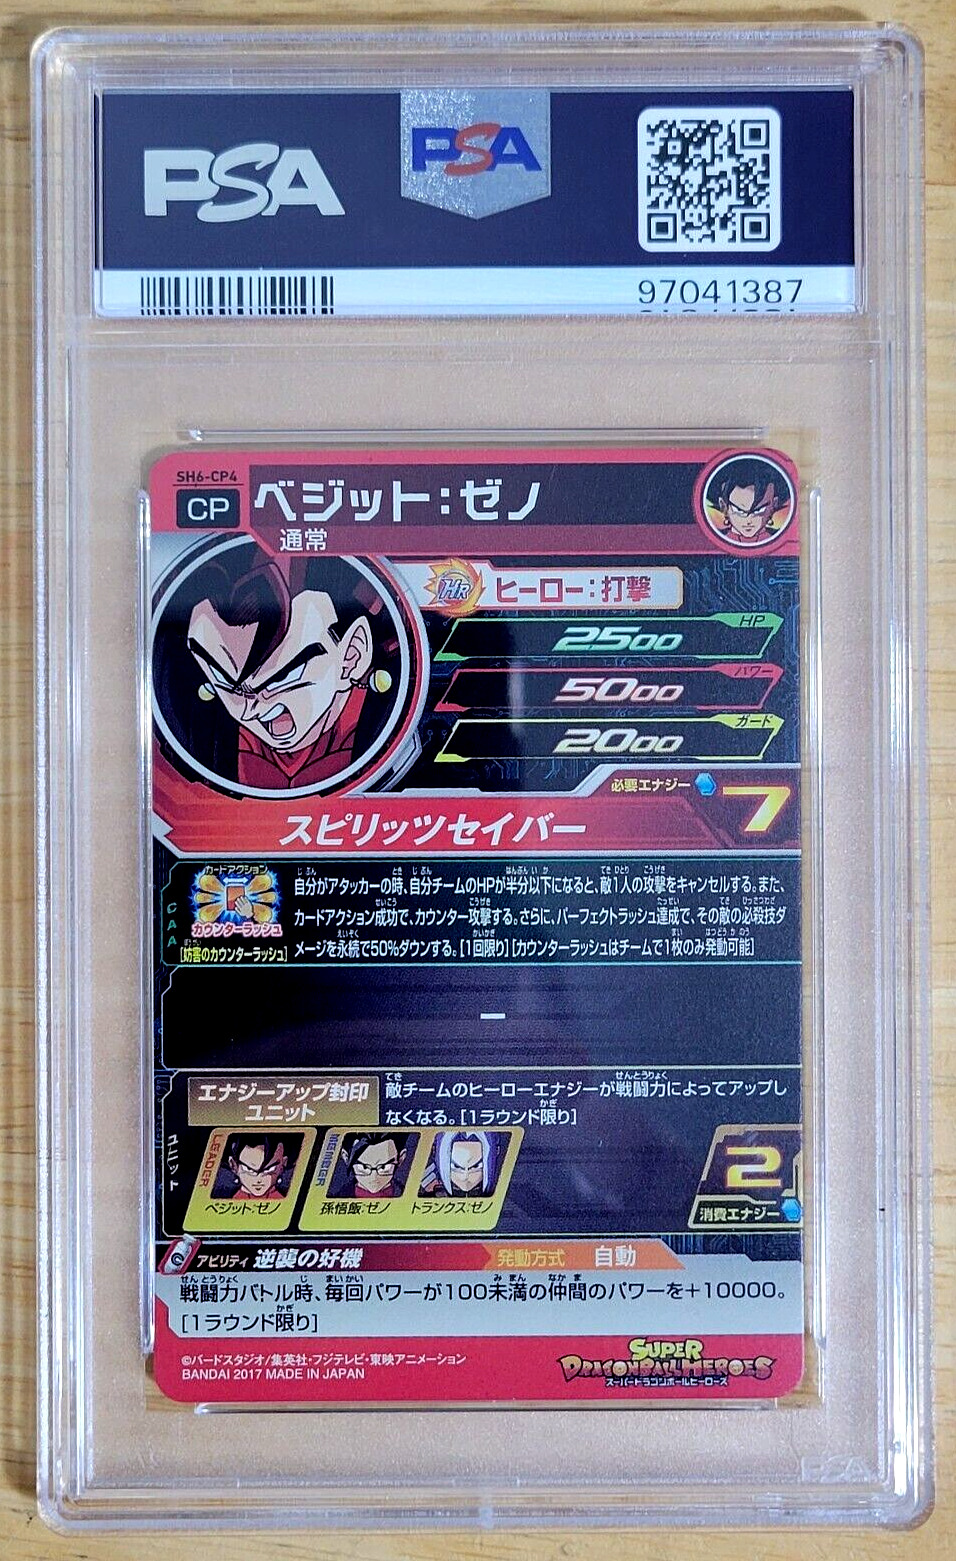 PSA
PSA
97041387
SH6-CP4
CP
ベジット:ゼノ
通常
HR
ヒーロー:打撃
HP
2500
パワー
5000
ガード
2000
必要エナジー
7
スピリッツセイバー
カードアクション
カウンターラッシュ
[妨害のカウンターラッシュ]
CAA
自分がアタッカーの時、自分チームのHPが半分以下になると、敵1人の攻撃をキャンセルする。また、
カードアクション成功で、カウンター攻撃する。さらに、パーフェクトラッシュ達成で、その敵の必殺技ダ
メージを永続で50%ダウンする。[1回限り][カウンターラッシュはチームで1枚のみ発動可能]
ー
ユニット
エナジーアップ封印
ユニット
敵チームのヒーローエナジーが戦闘力によってアップし
なくなる。[1ラウンド限り]
LEADER
ベジット:ゼノ
MEMBER
孫悟飯:ゼノ
トランクス:ゼノ
2
消費エナジー
アビリティ 逆襲の好機
発動方式 自動
戦闘力バトル時、毎回パワーが100未満の仲間のパワーを+10000。
[1ラウンド限り]
©バードスタジオ/集英社・フジテレビ・東映アニメーション
BANDAI 2017 MADE IN JAPAN
SUPER
DRAGONBALL HEROES
スーパードラゴンボールヒーローズ